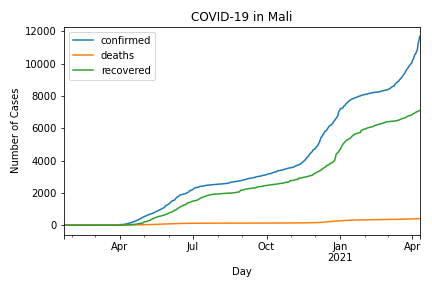 COVID-19 in Mali
confirmed
deaths
recovered
12000
10000
8000
6000
4000
2000
0
Number of Cases
Apr
Jul
Oct
Jan
2021
Apr
Day